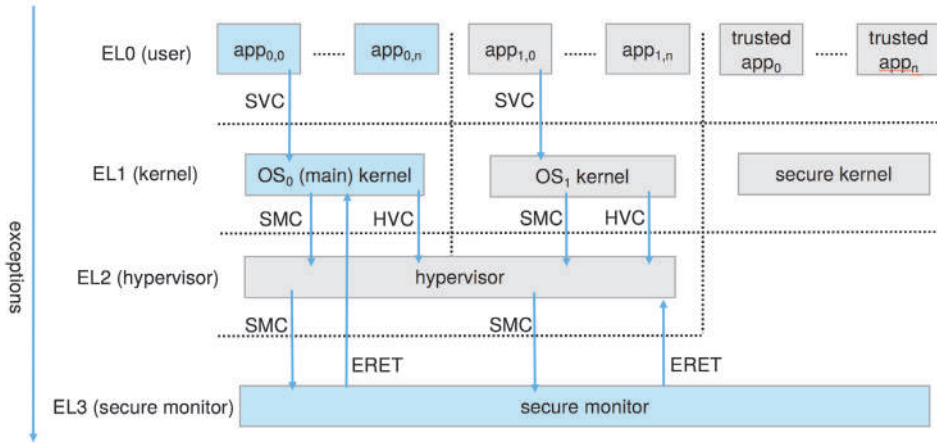 EL0 (user)
app0,0 ........ app0,n
app1,0 ........ app1,n
trusted
app0
........
trusted
appn
SVC
SVC
EL1 (kernel)
OS0 (main) kernel
OS1 kernel
secure kernel
SMC
HVC
SMC
HVC
exceptions
EL2 (hypervisor)
hypervisor
SMC
SMC
ERET
ERET
EL3 (secure monitor)
secure monitor